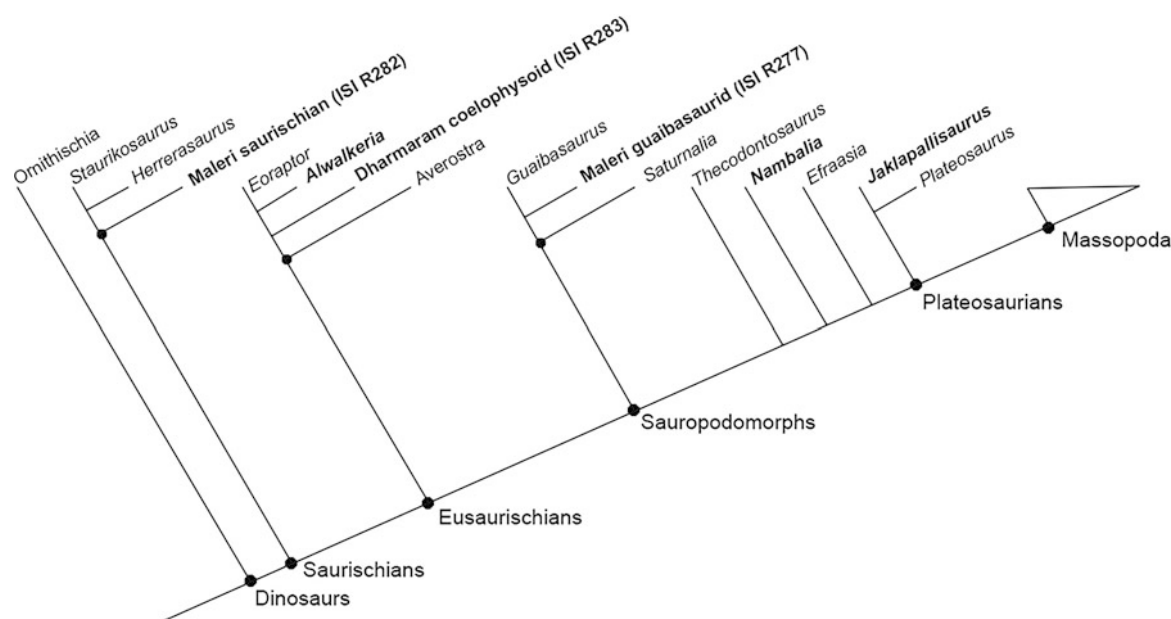 Ornithischia
Staurikosaurus
Herrerasaurus
Maleri saurischian (ISI R282)
Eoraptor
Alwalkeria
Dharmaram coelophysoid (ISI R283)
Averostra
Guaibasaurus
Maleri guaibasaurid (ISI R277)
Saturnalia
Thecodontosaurus
Nambalia
Efraasia
Jaklapallisaurus
Plateosaurus
Massopoda
Plateosaurians
Sauropodomorphs
Eusaurischians
Saurischians
Dinosaurs